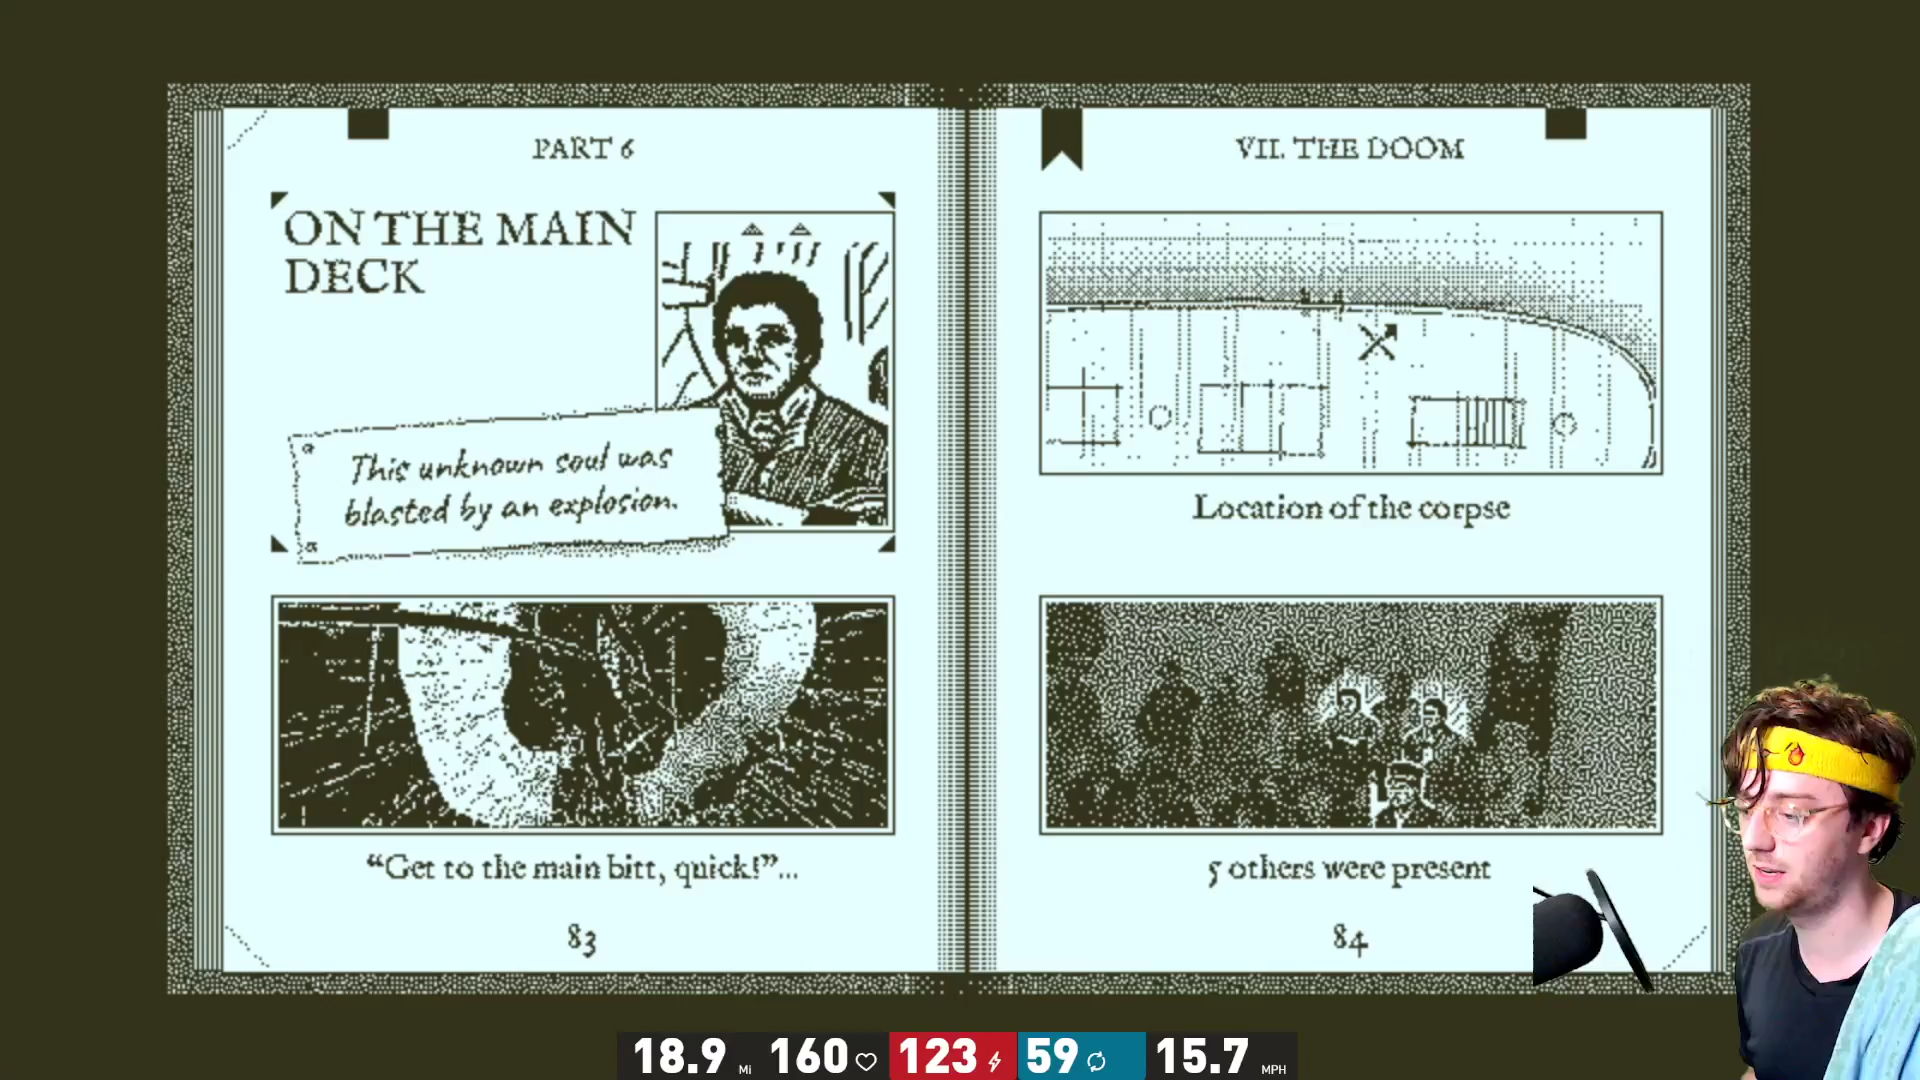 PART 6
ON THE MAIN
DECK
This unknown soul was
blasted by an explosion.
"Get to the main bitt, quick!"...
83
VII. THE DOOM
Location of the corpse
5 others were present
84
18.9 MI 160 123 59 15.7 MPH